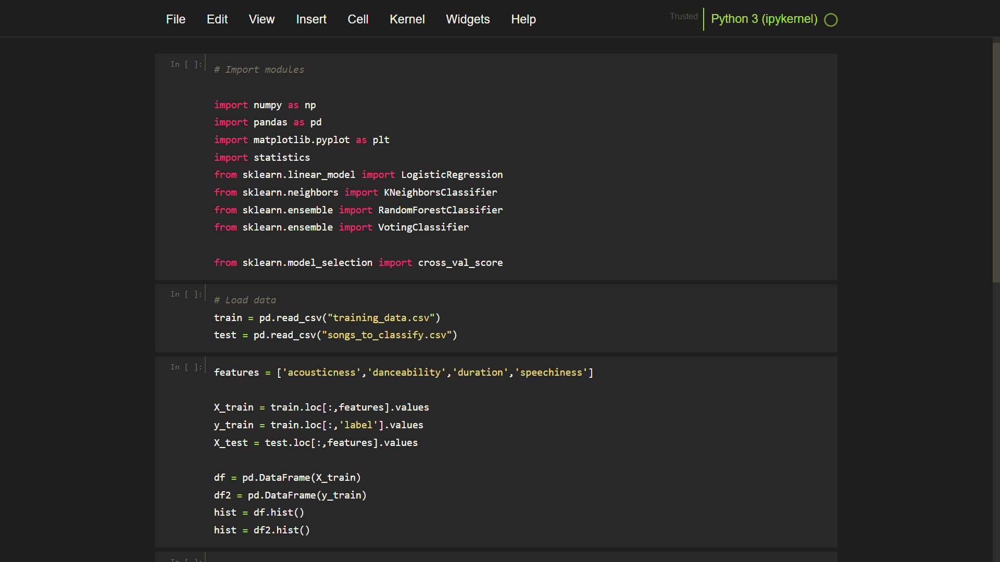 File Edit View Insert Cell Kernel Widgets Help Trusted Python 3 (ipykernel)
In [ ]:
# Import modules
import numpy as np
import pandas as pd
import matplotlib.pyplot as plt
import statistics
from sklearn.linear_model import LogisticRegression
from sklearn.neighbors import KNeighborsClassifier
from sklearn.ensemble import RandomForestClassifier
from sklearn.ensemble import VotingClassifier
from sklearn.model_selection import cross_val_score
In [ ]:
# Load data
train = pd.read_csv("training_data.csv")
test = pd.read_csv("songs_to_classify.csv")
In [ ]:
features = ['acousticness','danceability','duration','speechiness']
X_train = train.loc[:,features].values
y_train = train.loc[:,'label'].values
X_test = test.loc[:,features].values
df = pd.DataFrame(X_train)
df2 = pd.DataFrame(y_train)
hist = df.hist()
hist = df2.hist()
In [ ]: